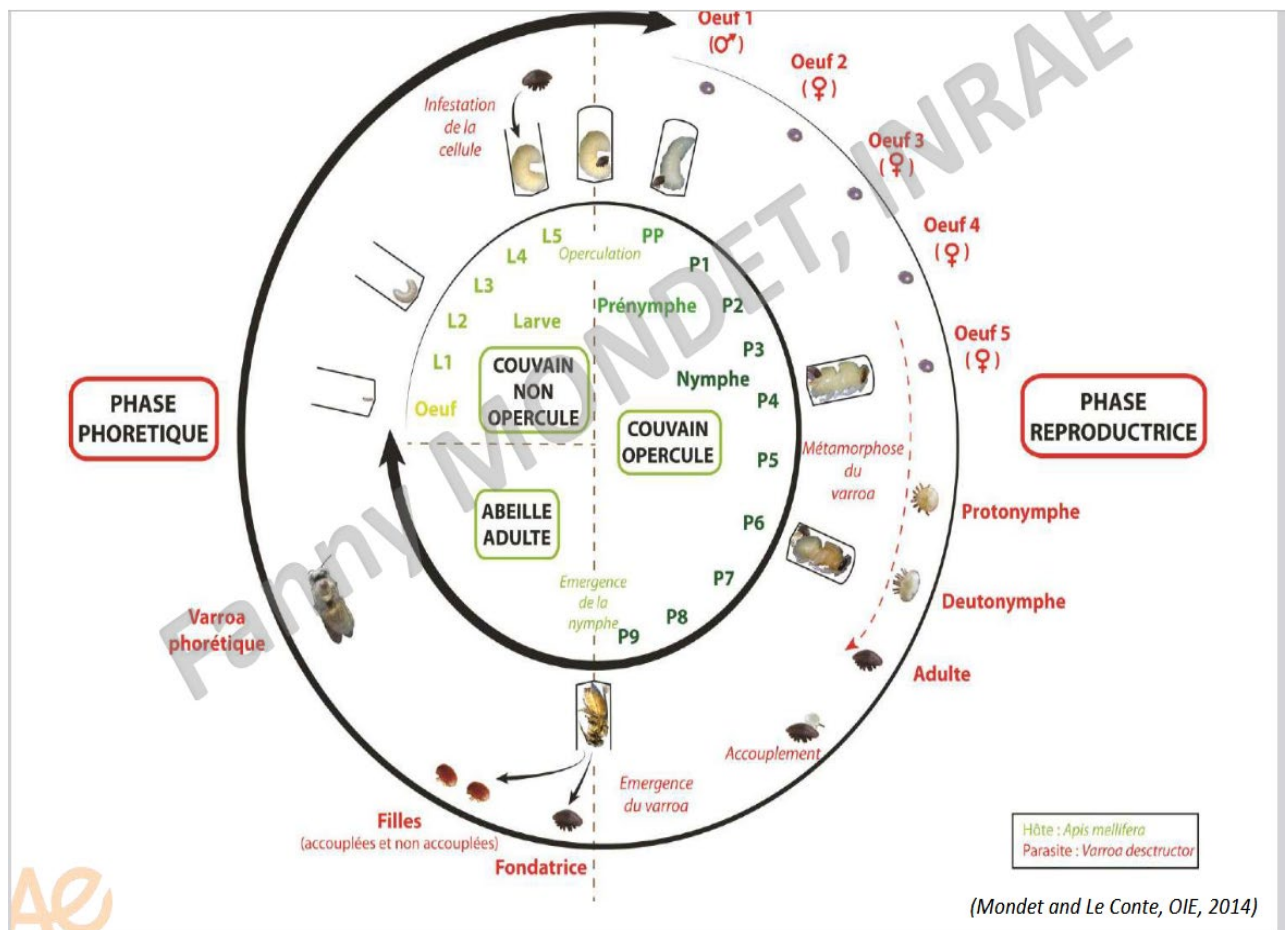 Oeuf 1
(♂)
Oeuf 2
(♀)
Oeuf 3
(♀)
Oeuf 4
(♀)
Oeuf 5
(♀)
Infestation
de la
cellule
L5
Operculation
L4
L3
L2
Larve
L1
Oeuf
COUVAIN
NON
OPERCULE
PP
P1
Prénymphe
P2
P3
Nymphe
P4
COUVAIN
OPERCULE
P5
P6
P7
P8
P9
PHASE
PHORETIQUE
PHASE
REPRODUCTRICE
Métamorphose
du
varroa
Protonymphe
Deutonymphe
Adulte
Accouplement
ABEILLE
ADULTE
Emergence
de la
nymphe
Varroa
phorétique
Emergence
du varroa
Filles
(accouplées et non accouplées)
Fondatrice
Hôte : Apis mellifera
Parasite : Varroa desctructor
(Mondet and Le Conte, OIE, 2014)
Fanny MONDET, INRAE
Ae